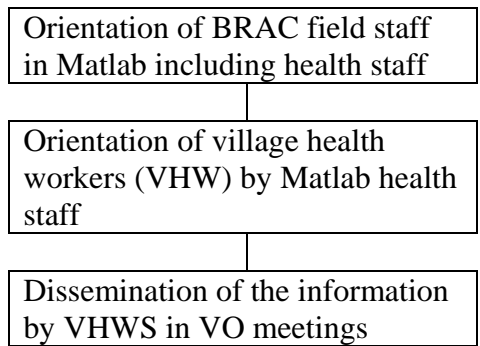 Orientation of BRAC field staff
in Matlab including health staff
Orientation of village health
workers (VHW) by Matlab health
staff
Dissemination of the information
by VHWS in VO meetings